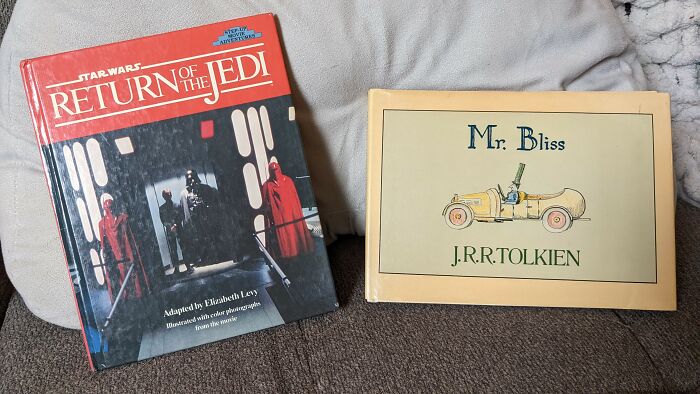 STEP-UP
MOVIE
ADVENTURES
STAR WARS
RETURN OF THE JEDI
Adapted by Elizabeth Levy
Illustrated with color photographs
from the movie
Mr. Bliss
J.R.R. TOLKIEN